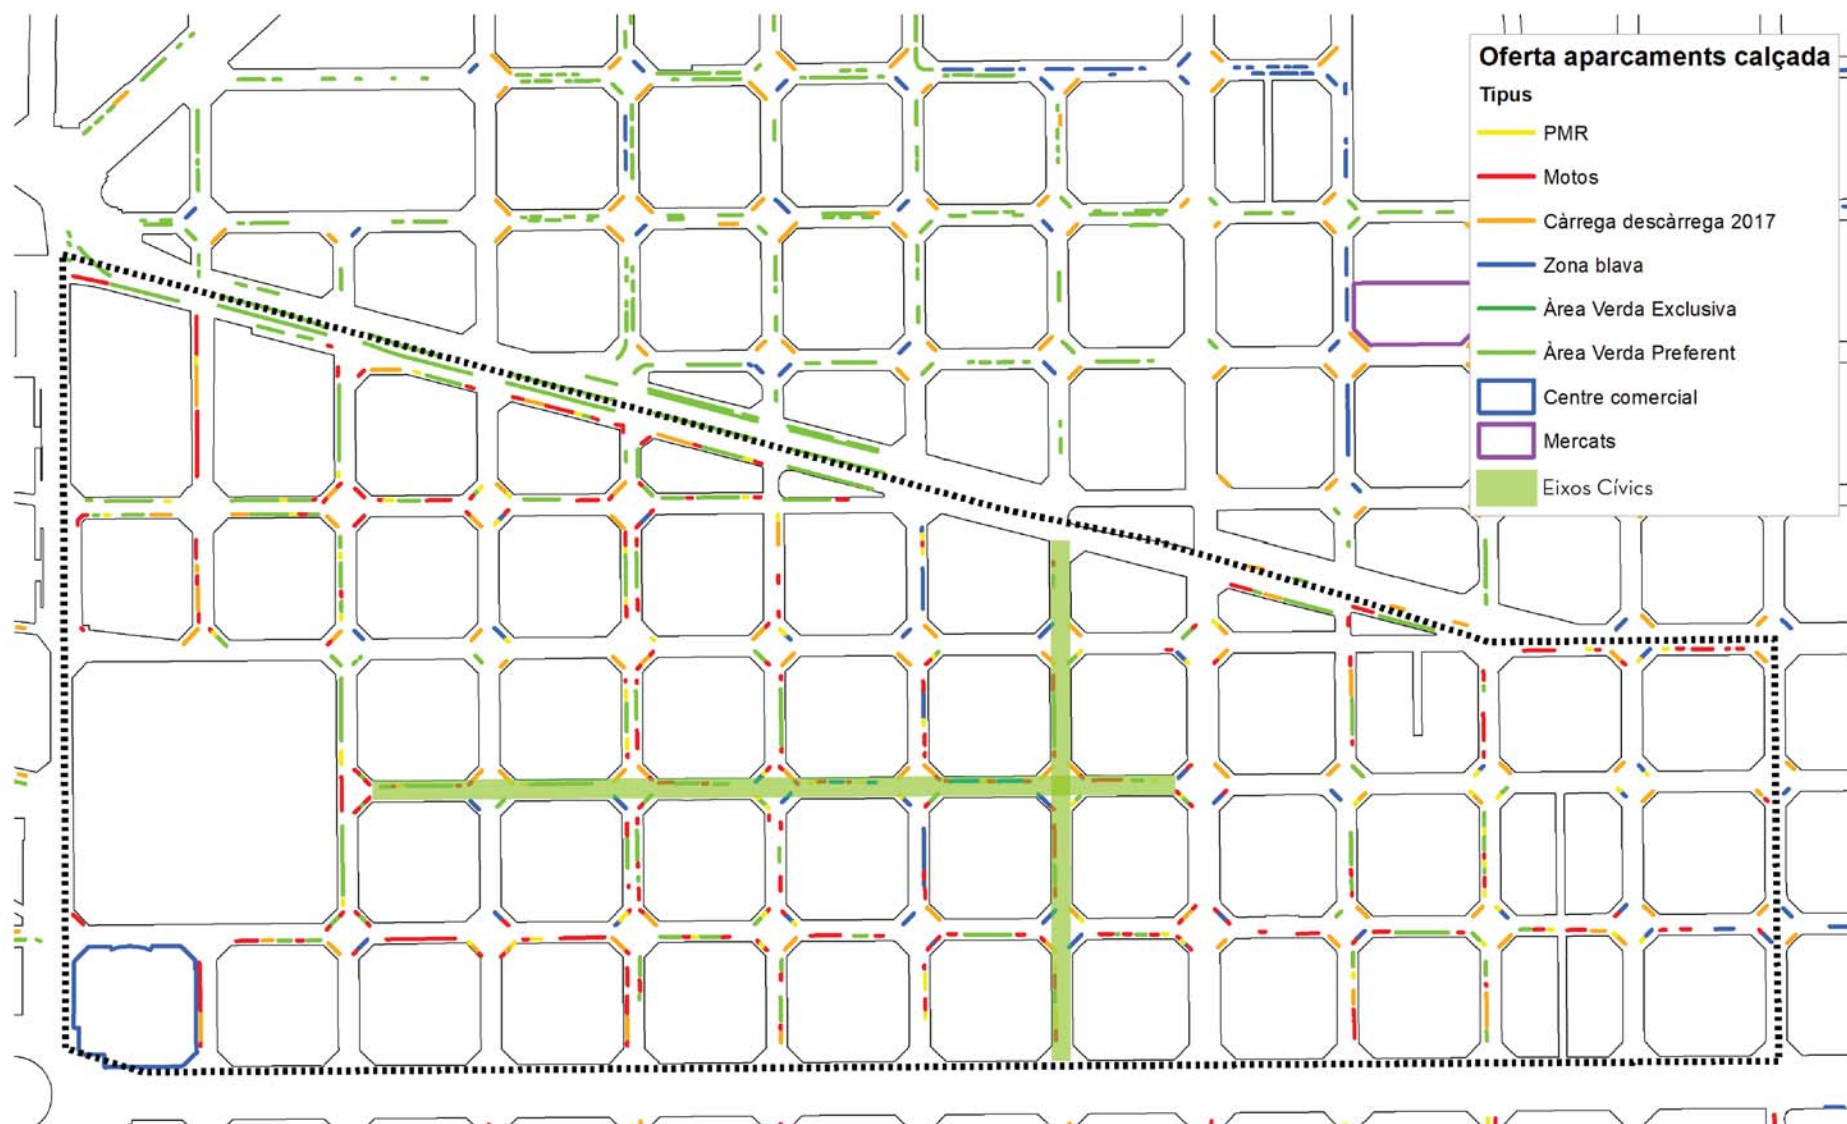 Oferta aparcaments calçada
Tipus
PMR
Motos
Càrrega descàrrega 2017
Zona blava
Àrea Verda Exclusiva
Àrea Verda Preferent
Centre comercial
Mercats
Eixos Cívics